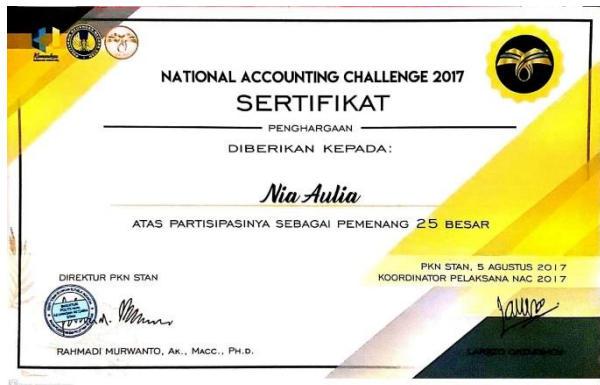 NATIONAL ACCOUNTING CHALLENGE 2017
SERTIFIKAT
PENGHARGAAN
DIBERIKAN KEPADA:
Nia Aulia
ATAS PARTISIPASINYA SEBAGAI PEMENANG 25 BESAR
DIREKTUR PKN STAN
PKN STAN, 5 AGUSTUS 2017
KOORDINATOR PELAKSANA NAC 2017
RAHMADI MURWANTO, AK., MACC., PH.D.